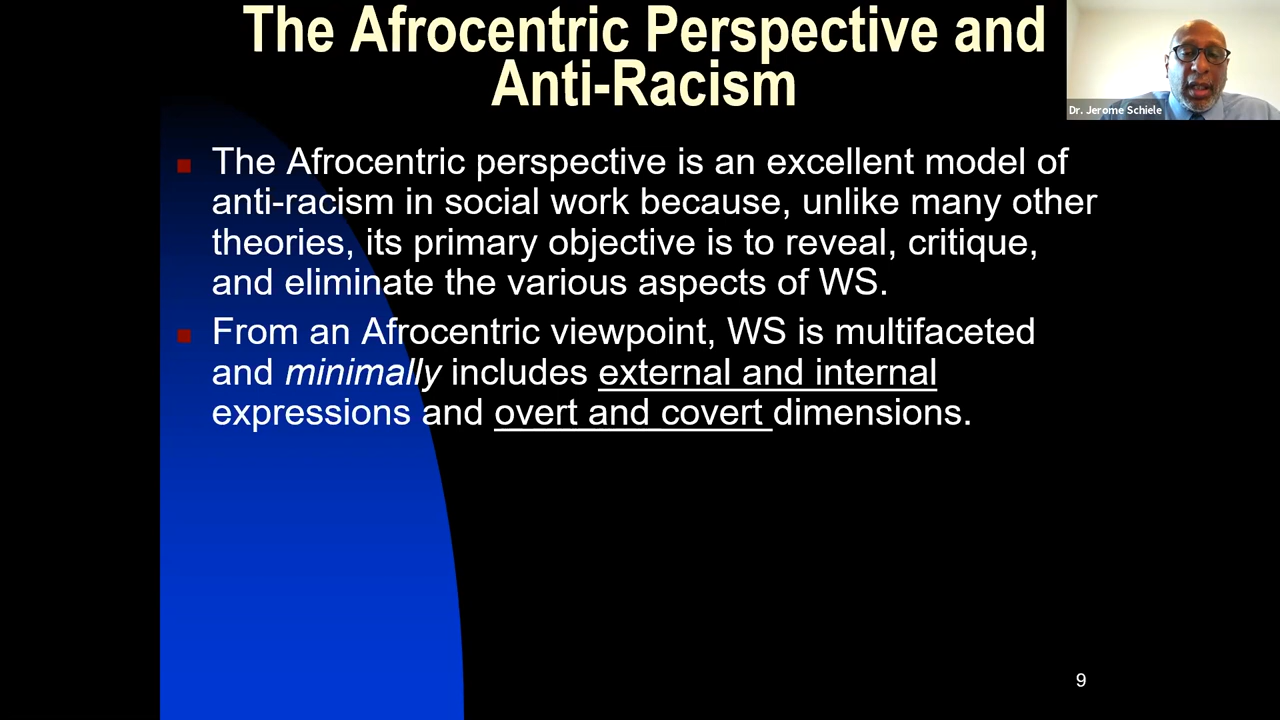 The Afrocentric Perspective and
Anti-Racism
Dr. Jerome Schiele
The Afrocentric perspective is an excellent model of
anti-racism in social work because, unlike many other
theories, its primary objective is to reveal, critique,
and eliminate the various aspects of WS.
From an Afrocentric viewpoint, WS is multifaceted
and minimally includes external and internal
expressions and overt and covert dimensions.
9